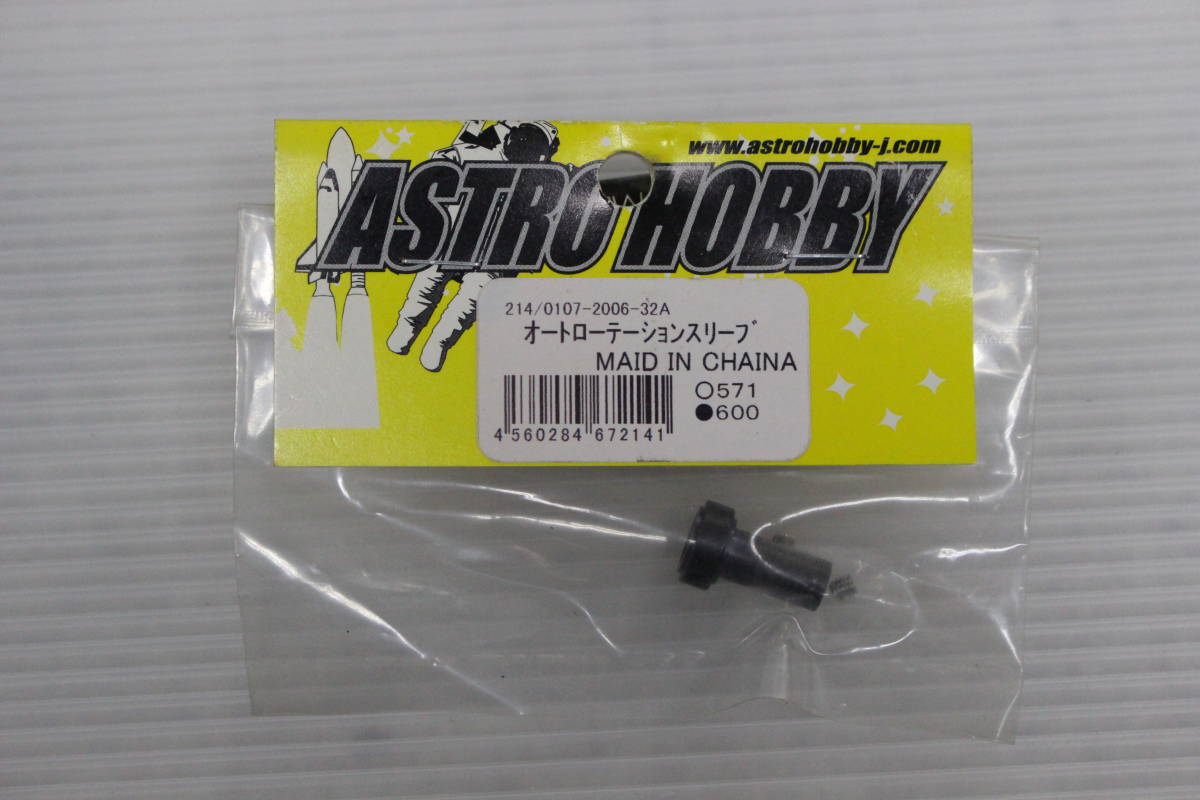 www.astrohobby-j.com
ASTRO HOBBY
214/0107-2006-32A
オートローテーションスリーブ
MAID IN CHAINA
○571
●600
4 560284 672141